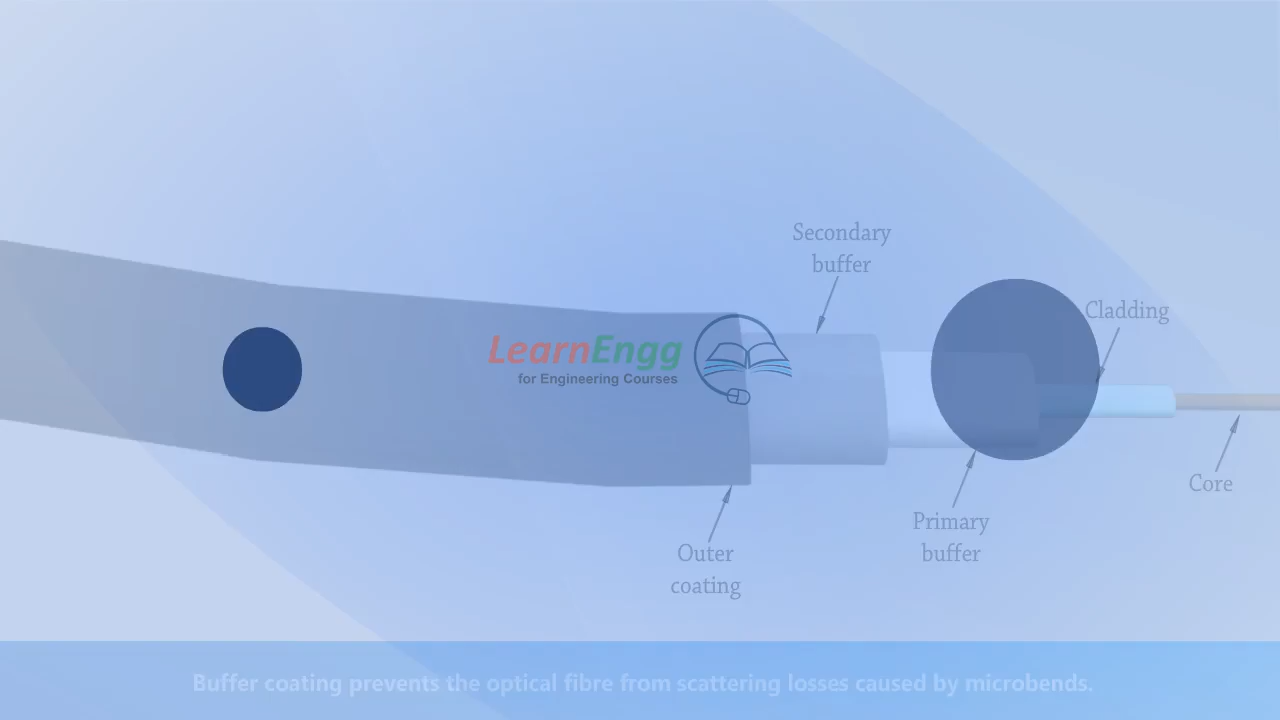 Secondary
buffer
Cladding
LearnEngg
for Engineering Courses
Core
Primary
buffer
Outer
coating
Buffer coating prevents the optical fibre from scattering losses caused by microbends.